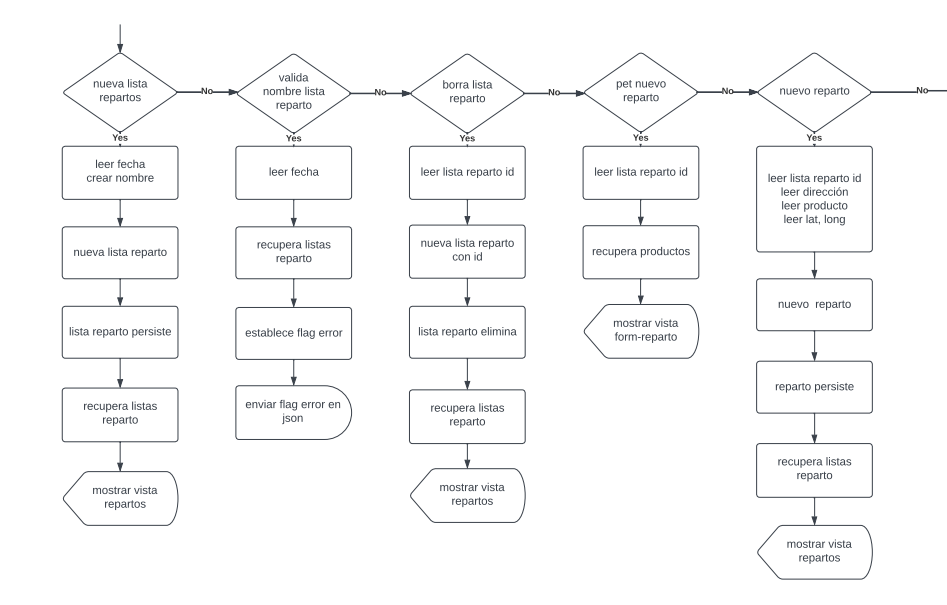 nueva lista
repartos
No
valida
nombre lista
reparto
No
borra lista
reparto
No
pet nuevo
reparto
No
nuevo reparto
No
Yes
Yes
Yes
Yes
Yes
leer fecha
crear nombre
nueva lista reparto
lista reparto persiste
recupera listas
reparto
mostrar vista
repartos
leer fecha
recupera listas
reparto
establece flag error
enviar flag error en
json
leer lista reparto id
nueva lista reparto
con id
lista reparto elimina
recupera listas
reparto
mostrar vista
repartos
leer lista reparto id
recupera productos
mostrar vista
form-reparto
leer lista reparto id
leer dirección
leer producto
leer lat, long
nuevo reparto
reparto persiste
recupera listas
reparto
mostrar vista
repartos